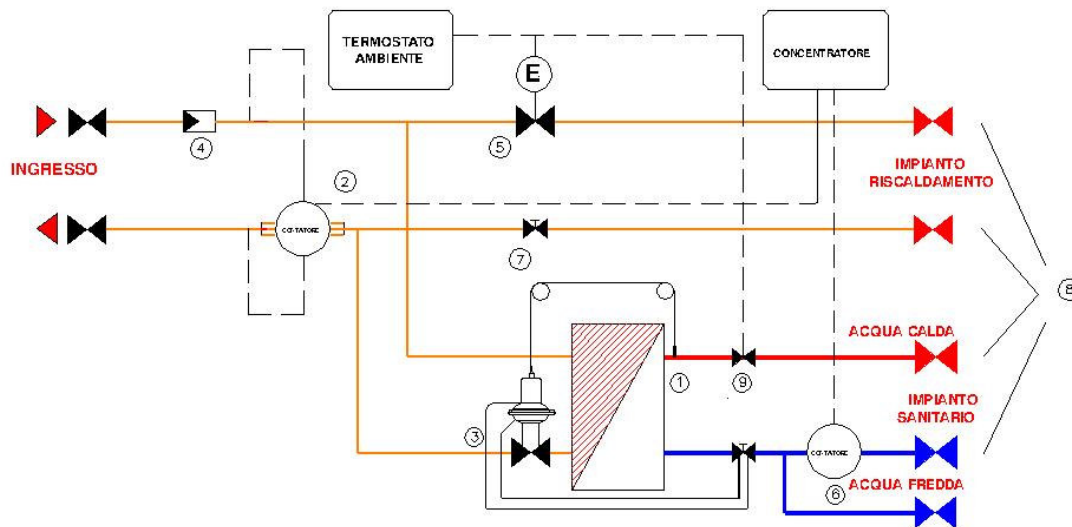 TERMOSTATO
AMBIENTE
CONCENTRATORE
E
4
5
INGRESSO
2
IMPIANTO
RISCALDAMENTO
7
8
ACQUA CALDA
1
9
IMPIANTO
SANITARIO
3
6
ACQUA FREDDA